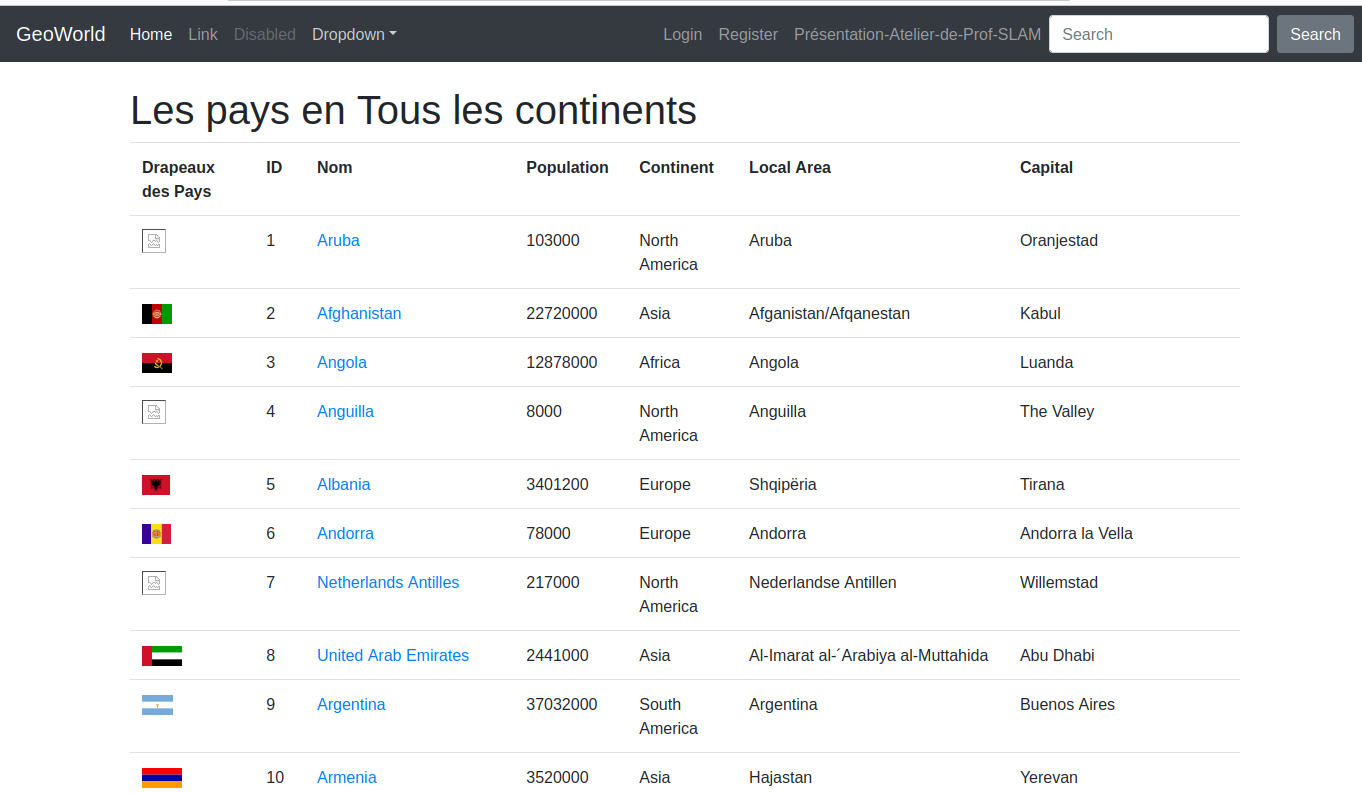 GeoWorld Home Link Disabled Dropdown Login Register Présentation-Atelier-de-Prof-SLAM Search Search
Les pays en Tous les continents
Drapeaux des Pays ID Nom Population Continent Local Area Capital
1 Aruba 103000 North America Aruba Oranjestad
2 Afghanistan 22720000 Asia Afganistan/Afqanestan Kabul
3 Angola 12878000 Africa Angola Luanda
4 Anguilla 8000 North America Anguilla The Valley
5 Albania 3401200 Europe Shqipëria Tirana
6 Andorra 78000 Europe Andorra Andorra la Vella
7 Netherlands Antilles 217000 North America Nederlandse Antillen Willemstad
8 United Arab Emirates 2441000 Asia Al-Imarat al-´Arabiya al-Muttahida Abu Dhabi
9 Argentina 37032000 South America Argentina Buenos Aires
10 Armenia 3520000 Asia Hajastan Yerevan